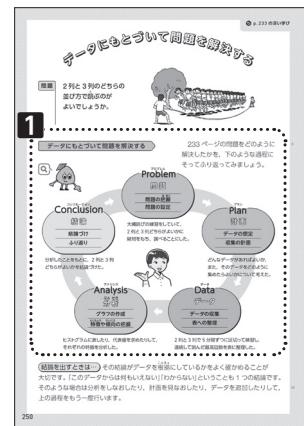 p.233 の深い学び
データにもとづいて問題を解決する
問題
2列と3列のどちらの
並び方で跳ぶのが
よいでしょうか。
1
データにもとづいて問題を解決する
233ページの問題をどのように
解決したかを、下のような過程に
そってふり返ってみましょう。
Problem
問題
問題の把握
問題の設定
大縄跳びの練習をしていて、
2列と3列のどちらがよいかに
疑問をもち、調べることにした。
Plan
計画
データの想定
収集の計画
どんなデータがあればよいか、
また、そのデータをどのように
集めたらよいかについて考えた。
Data
データ
データの収集
表への整理
2列と3列で5分間ずつに区切って練習し、
連続して跳んだ最高回数を表に整理した。
Analysis
分析
グラフの作成
特徴や傾向の把握
ヒストグラムに表したり、代表値を求めたりして、
それぞれの特徴を分析した。
Conclusion
結論
結論づけ
ふり返り
分析したことをもとに、2列と3列
どちらがよいかを結論づけた。
結論を出すときは… その結論がデータを根拠にしているかをよく確かめることが
大切です。「このデータからは何もいえない」「わからない」ということも1つの結論です。
そのような場合は分析をしなおしたり、計画を見なおしたり、データを追加したりして、
上の過程をもう一度行います。
250